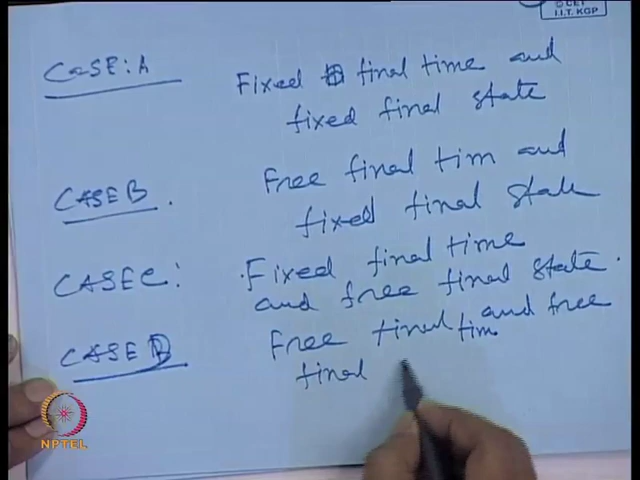 © CET
I.I.T. KGP
CASE: A
Fixed final time and
fixed final state
CASE B.
Free final tim and
fixed final state
CASE C:
Fixed final time
and free final state.
CASE D
Free final tim and free
final
NPTEL